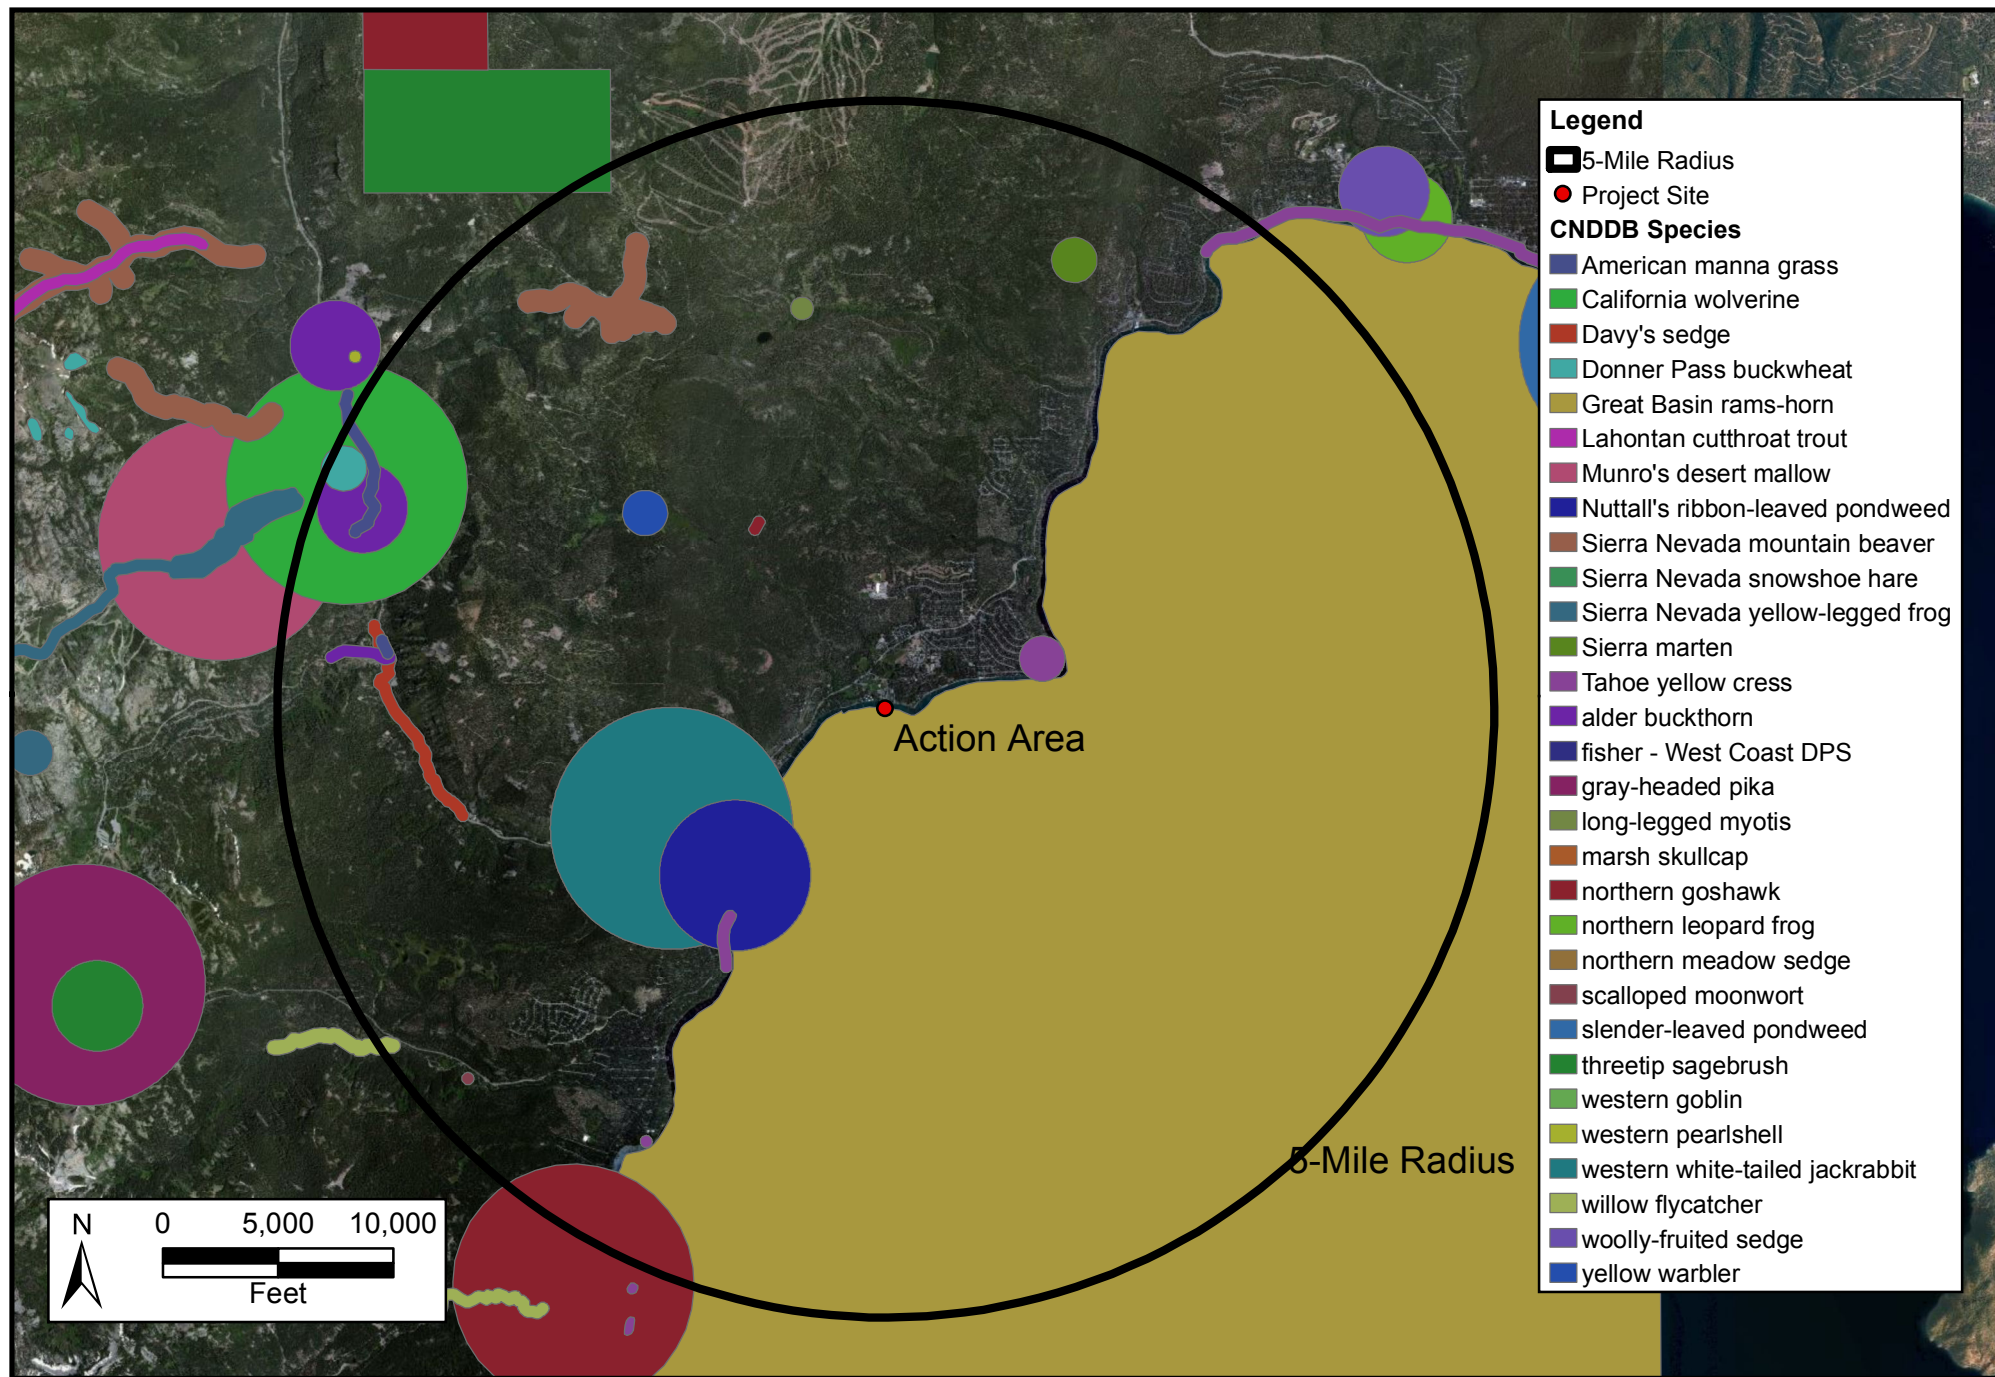 Legend
5-Mile Radius
Project Site
CNDDB Species
American manna grass
California wolverine
Davy's sedge
Donner Pass buckwheat
Great Basin rams-horn
Lahontan cutthroat trout
Munro's desert mallow
Nuttall's ribbon-leaved pondweed
Sierra Nevada mountain beaver
Sierra Nevada snowshoe hare
Sierra Nevada yellow-legged frog
Sierra marten
Tahoe yellow cress
alder buckthorn
fisher - West Coast DPS
gray-headed pika
long-legged myotis
marsh skullcap
northern goshawk
northern leopard frog
northern meadow sedge
scalloped moonwort
slender-leaved pondweed
threetip sagebrush
western goblin
western pearlshell
western white-tailed jackrabbit
willow flycatcher
woolly-fruited sedge
yellow warbler
Action Area
5-Mile Radius
N
0 5,000 10,000
Feet